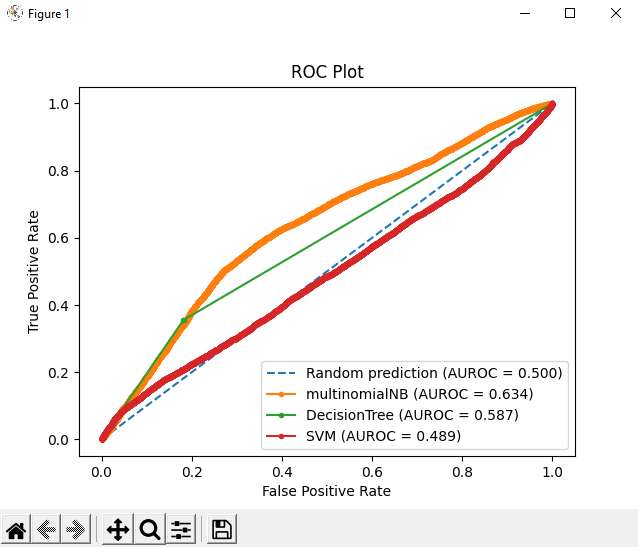 Figure 1
ROC Plot
1.0
0.8
0.6
0.4
0.2
0.0
True Positive Rate
Random prediction (AUROC = 0.500)
multinomialNB (AUROC = 0.634)
DecisionTree (AUROC = 0.587)
SVM (AUROC = 0.489)
0.0 0.2 0.4 0.6 0.8 1.0
False Positive Rate